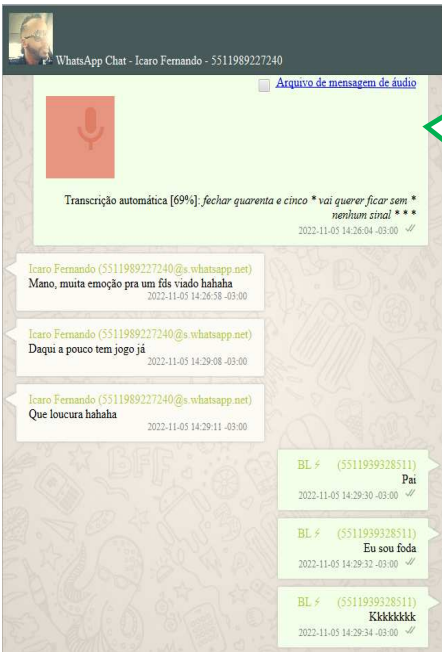 WhatsApp Chat - Icaro Fernando - 5511989227240
Arquivo de mensagem de áudio
Transcrição automática [69%]: fechar quarenta e cinco * vai querer ficar sem *
nenhum sinal * * *
2022-11-05 14:26:04 -03:00
Icaro Fernando (5511989227240@s.whatsapp.net)
Mano, muita emoção pra um fds viado hahaha
2022-11-05 14:26:58 -03:00
Icaro Fernando (5511989227240@s.whatsapp.net)
Daqui a pouco tem jogo já
2022-11-05 14:29:08 -03:00
Icaro Fernando (5511989227240@s.whatsapp.net)
Que loucura hahaha
2022-11-05 14:29:11 -03:00
BL⚡ (5511939328511)
Pai
2022-11-05 14:29:30 -03:00
BL⚡ (5511939328511)
Eu sou foda
2022-11-05 14:29:32 -03:00
BL⚡ (5511939328511)
Kkkkkkkk
2022-11-05 14:29:34 -03:00